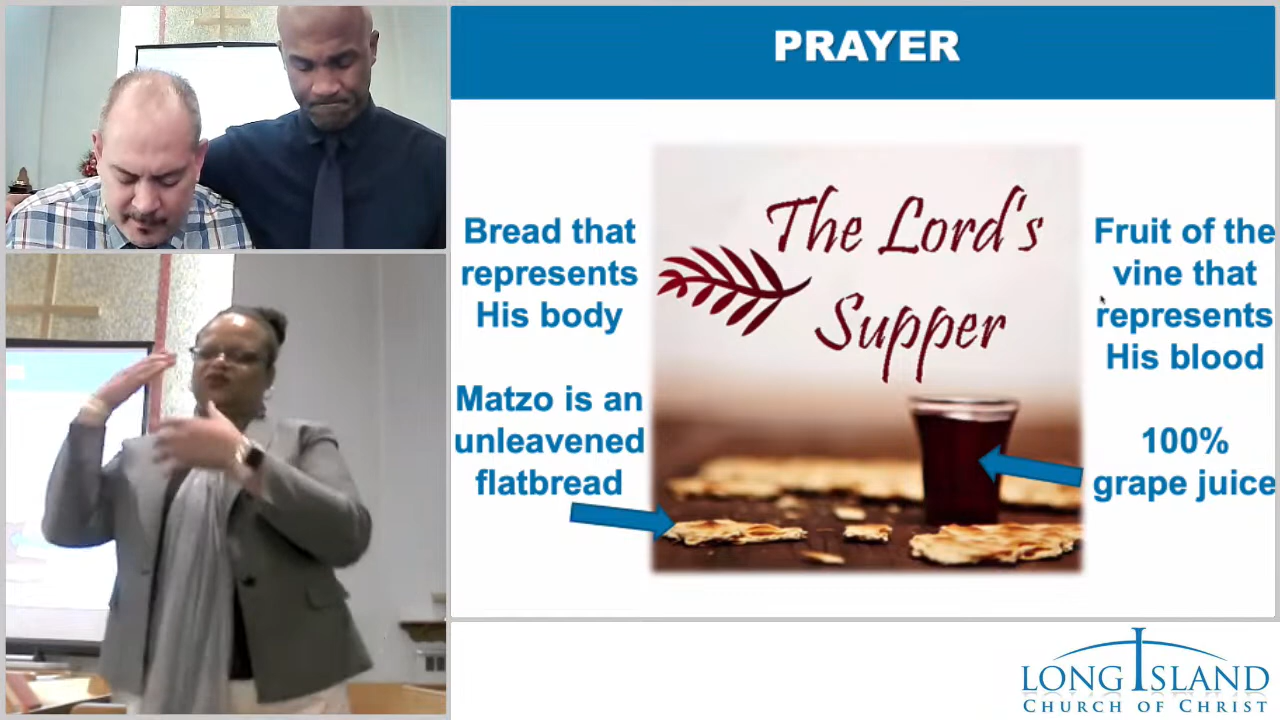 PRAYER
Bread that
represents
His body
Matzo is an
unleavened
flatbread
The Lord's
Supper
Fruit of the
vine that
represents
His blood
100%
grape juice
LONG ISLAND
CHURCH OF CHRIST